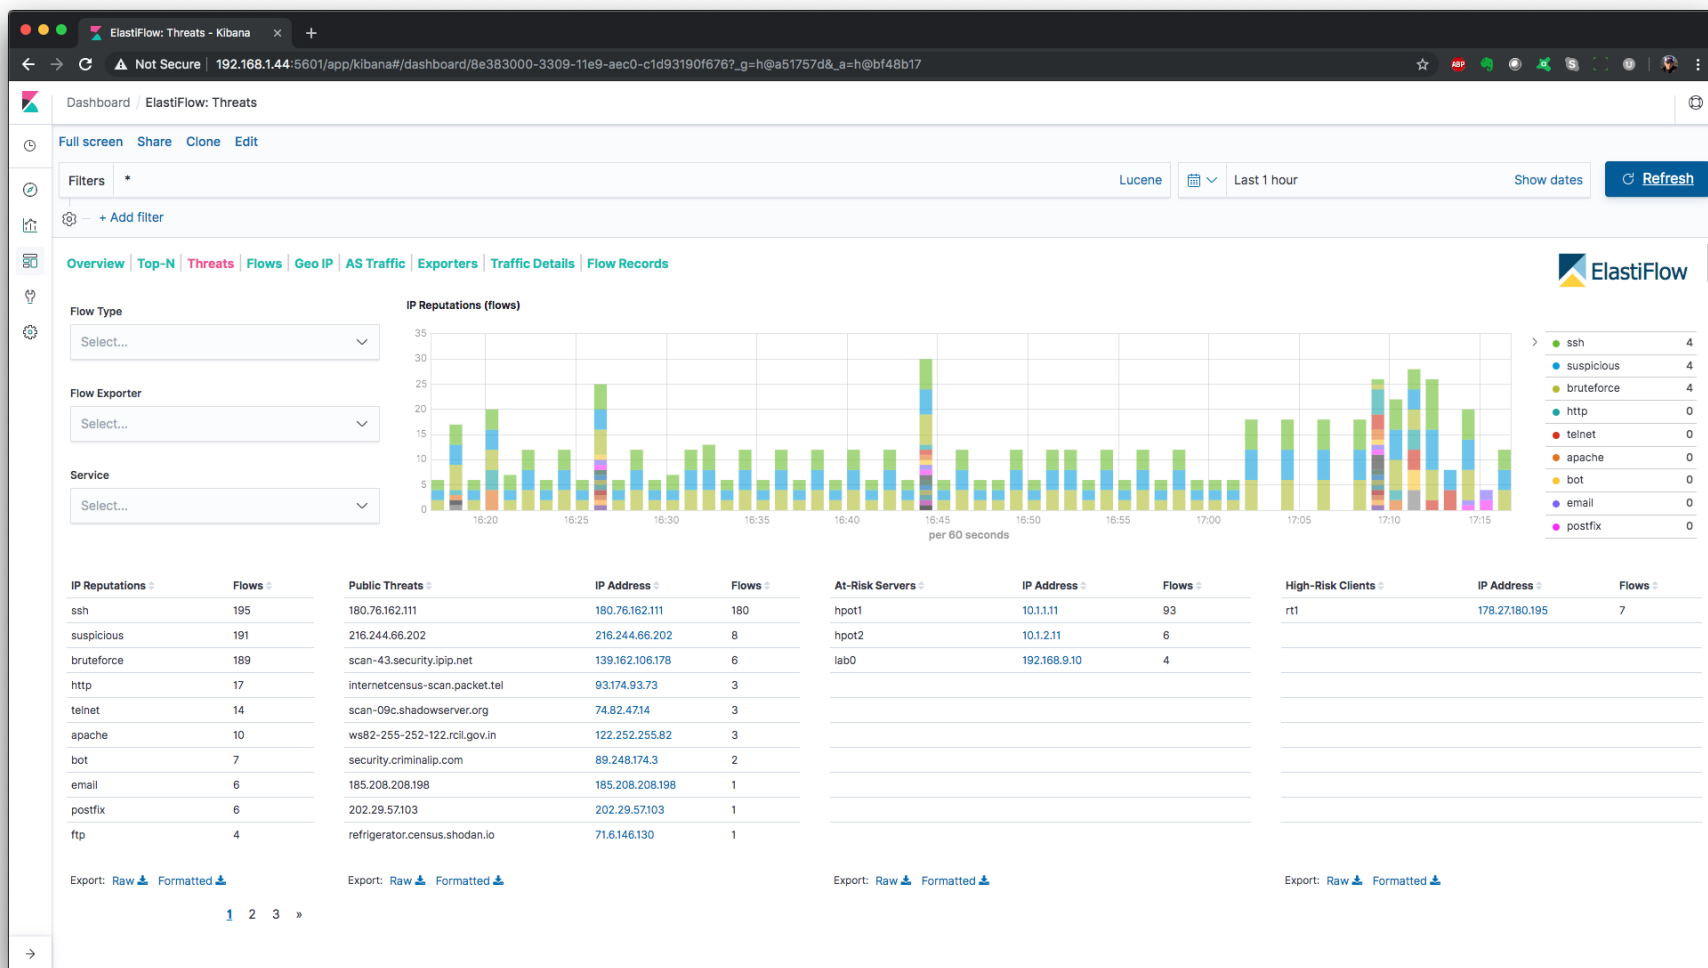 ElastiFlow: Threats - Kibana
Not Secure 192.168.1.44:5601/app/kibana#/dashboard/8e383000-3309-11e9-aec0-c1d93190f676?_g=h@a51757d&_a=h@bf48b17
ABP
Dashboard / ElastiFlow: Threats
Full screen Share Clone Edit
Filters * Lucene Last 1 hour Show dates Refresh
+ Add filter
Overview Top-N Threats Flows Geo IP AS Traffic Exporters Traffic Details Flow Records
ElastiFlow
Flow Type
Select...
Flow Exporter
Select...
Service
Select...
IP Reputations (flows)
35
30
25
20
15
10
5
0
16:20 16:25 16:30 16:35 16:40 16:45 16:50 16:55 17:00 17:05 17:10 17:15
per 60 seconds
ssh 4
suspicious 4
bruteforce 4
http 0
telnet 0
apache 0
bot 0
email 0
postfix 0
IP Reputations Flows
ssh 195
suspicious 191
bruteforce 189
http 17
telnet 14
apache 10
bot 7
email 6
postfix 6
ftp 4
Export: Raw Formatted
1 2 3 »
Public Threats IP Address Flows
180.76.162.111 180.76.162.111 180
216.244.66.202 216.244.66.202 8
scan-43.security.ipip.net 139.162.106.178 6
internetcensus-scan.packet.tel 93.174.93.73 3
scan-09c.shadowserver.org 74.82.47.14 3
ws82-255-252-122.rcil.gov.in 122.252.255.82 3
security.criminalip.com 89.248.174.3 2
185.208.208.198 185.208.208.198 1
202.29.57.103 202.29.57.103 1
refrigerator.census.shodan.io 71.6.146.130 1
Export: Raw Formatted
At-Risk Servers IP Address Flows
hpot1 10.1.1.11 93
hpot2 10.1.2.11 6
lab0 192.168.9.10 4
Export: Raw Formatted
High-Risk Clients IP Address Flows
rt1 178.27.180.195 7
Export: Raw Formatted